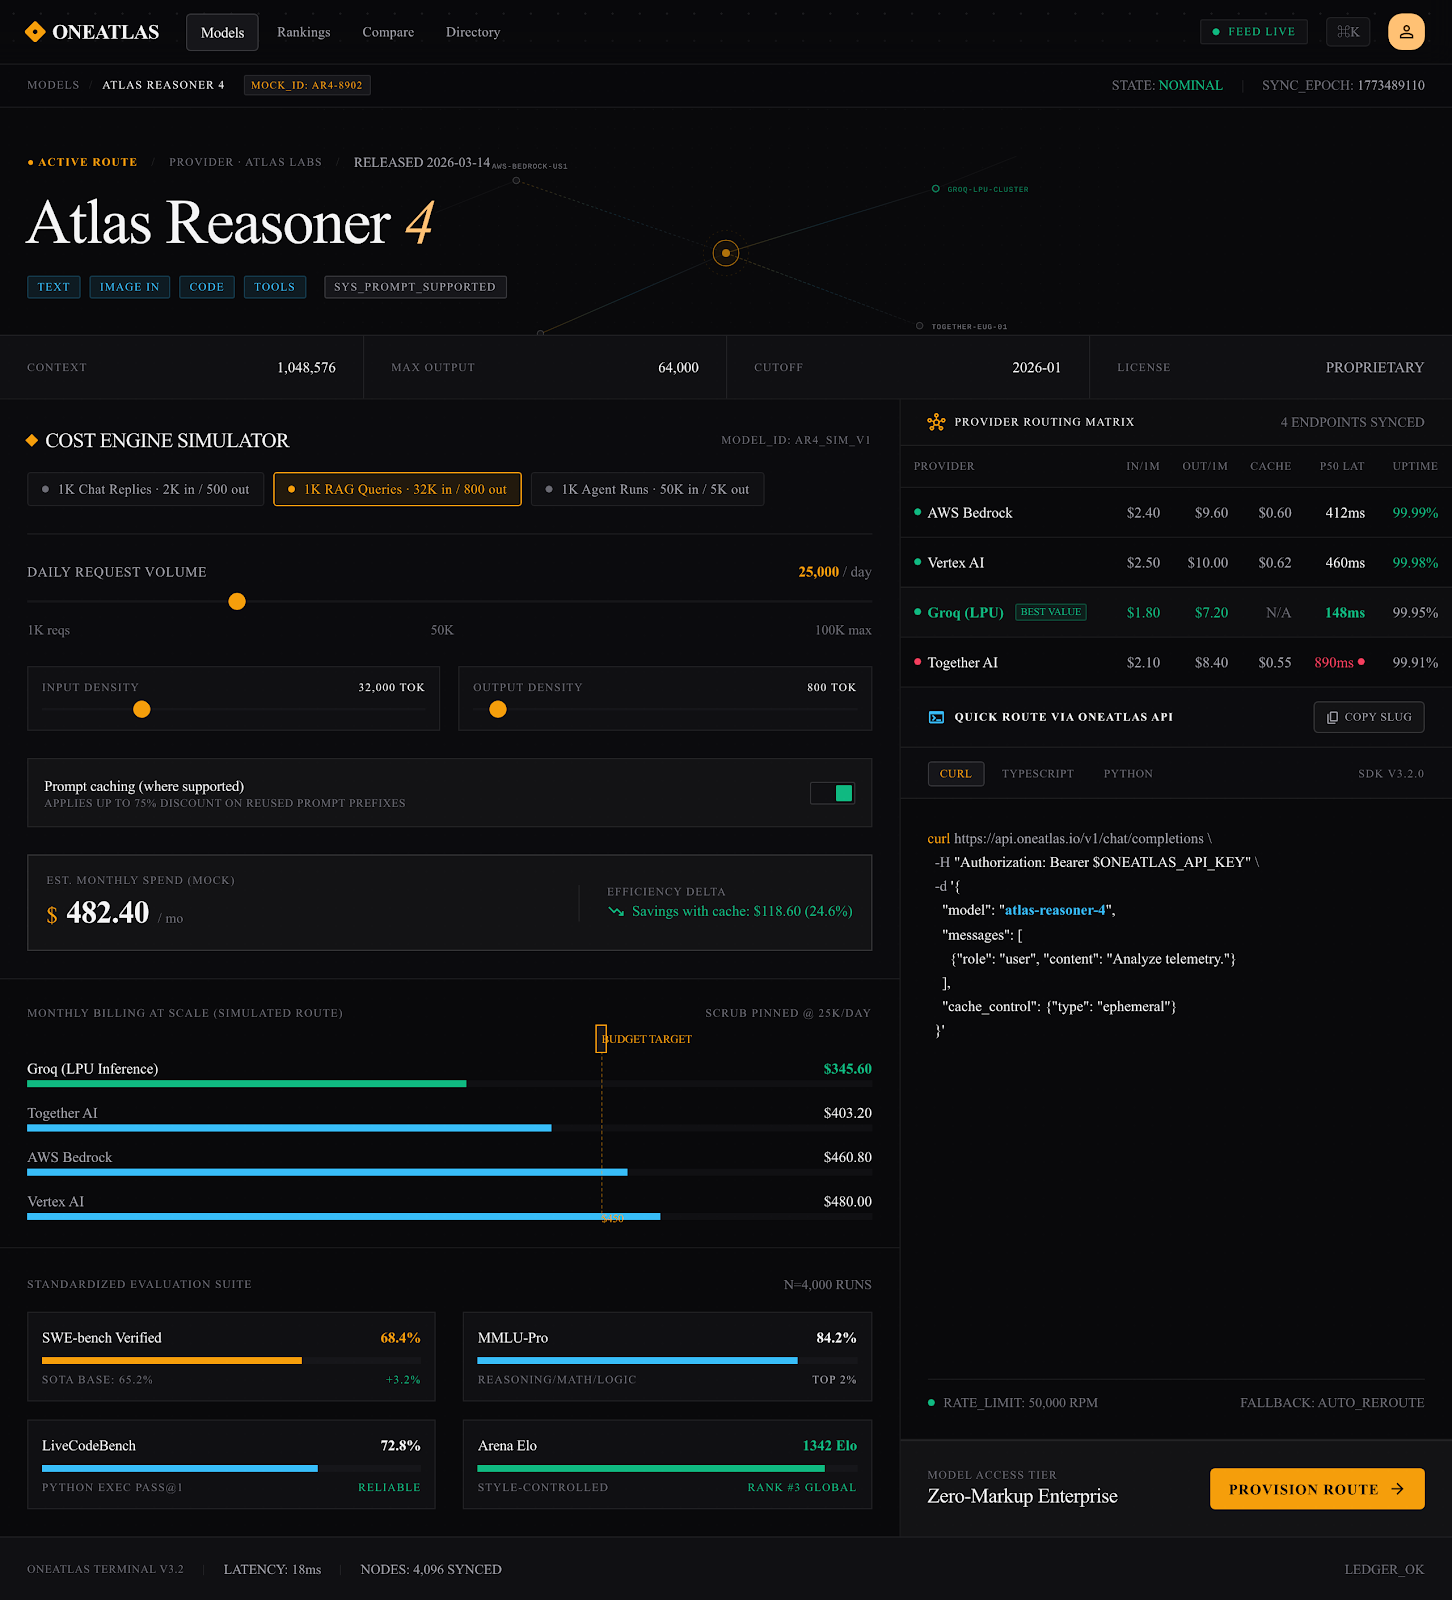 ONEATLAS Models Rankings Compare Directory FEED LIVE ⌘K
MODELS / ATLAS REASONER 4 MOCK_ID: AR4-8902 STATE: NOMINAL SYNC_EPOCH: 1773489110
ACTIVE ROUTE / PROVIDER · ATLAS LABS / RELEASED 2026-03-14
AWS-BEDROCK-US1
GROQ-LPU-CLUSTER
Atlas Reasoner 4
TEXT IMAGE IN CODE TOOLS SYS_PROMPT_SUPPORTED
TOGETHER-EUG-01
CONTEXT 1,048,576 MAX OUTPUT 64,000 CUTOFF 2026-01 LICENSE PROPRIETARY
COST ENGINE SIMULATOR MODEL_ID: AR4_SIM_V1
1K Chat Replies · 2K in / 500 out 1K RAG Queries · 32K in / 800 out 1K Agent Runs · 50K in / 5K out
DAILY REQUEST VOLUME 25,000 / day
1K reqs 50K 100K max
INPUT DENSITY 32,000 TOK OUTPUT DENSITY 800 TOK
Prompt caching (where supported)
APPLIES UP TO 75% DISCOUNT ON REUSED PROMPT PREFIXES
EST. MONTHLY SPEND (MOCK)
$ 482.40 / mo
EFFICIENCY DELTA
Savings with cache: $118.60 (24.6%)
MONTHLY BILLING AT SCALE (SIMULATED ROUTE) SCRUB PINNED @ 25K/DAY
BUDGET TARGET
Groq (LPU Inference) $345.60
Together AI $403.20
AWS Bedrock $460.80
Vertex AI $480.00
$450
STANDARDIZED EVALUATION SUITE N=4,000 RUNS
SWE-bench Verified 68.4%
SOTA BASE: 65.2% +3.2%
MMLU-Pro 84.2%
REASONING/MATH/LOGIC TOP 2%
LiveCodeBench 72.8%
PYTHON EXEC PASS@1 RELIABLE
Arena Elo 1342 Elo
STYLE-CONTROLLED RANK #3 GLOBAL
PROVIDER ROUTING MATRIX 4 ENDPOINTS SYNCED
PROVIDER IN/1M OUT/1M CACHE P50 LAT UPTIME
AWS Bedrock $2.40 $9.60 $0.60 412ms 99.99%
Vertex AI $2.50 $10.00 $0.62 460ms 99.98%
Groq (LPU) BEST VALUE $1.80 $7.20 N/A 148ms 99.95%
Together AI $2.10 $8.40 $0.55 890ms 99.91%
QUICK ROUTE VIA ONEATLAS API COPY SLUG
CURL TYPESCRIPT PYTHON SDK V3.2.0
curl https://api.oneatlas.io/v1/chat/completions \
-H "Authorization: Bearer $ONEATLAS_API_KEY" \
-d '{
"model": "atlas-reasoner-4",
"messages": [
{"role": "user", "content": "Analyze telemetry."}
],
"cache_control": {"type": "ephemeral"}
}'
RATE_LIMIT: 50,000 RPM FALLBACK: AUTO_REROUTE
MODEL ACCESS TIER
Zero-Markup Enterprise
PROVISION ROUTE
ONEATLAS TERMINAL V3.2 LATENCY: 18ms NODES: 4,096 SYNCED LEDGER_OK